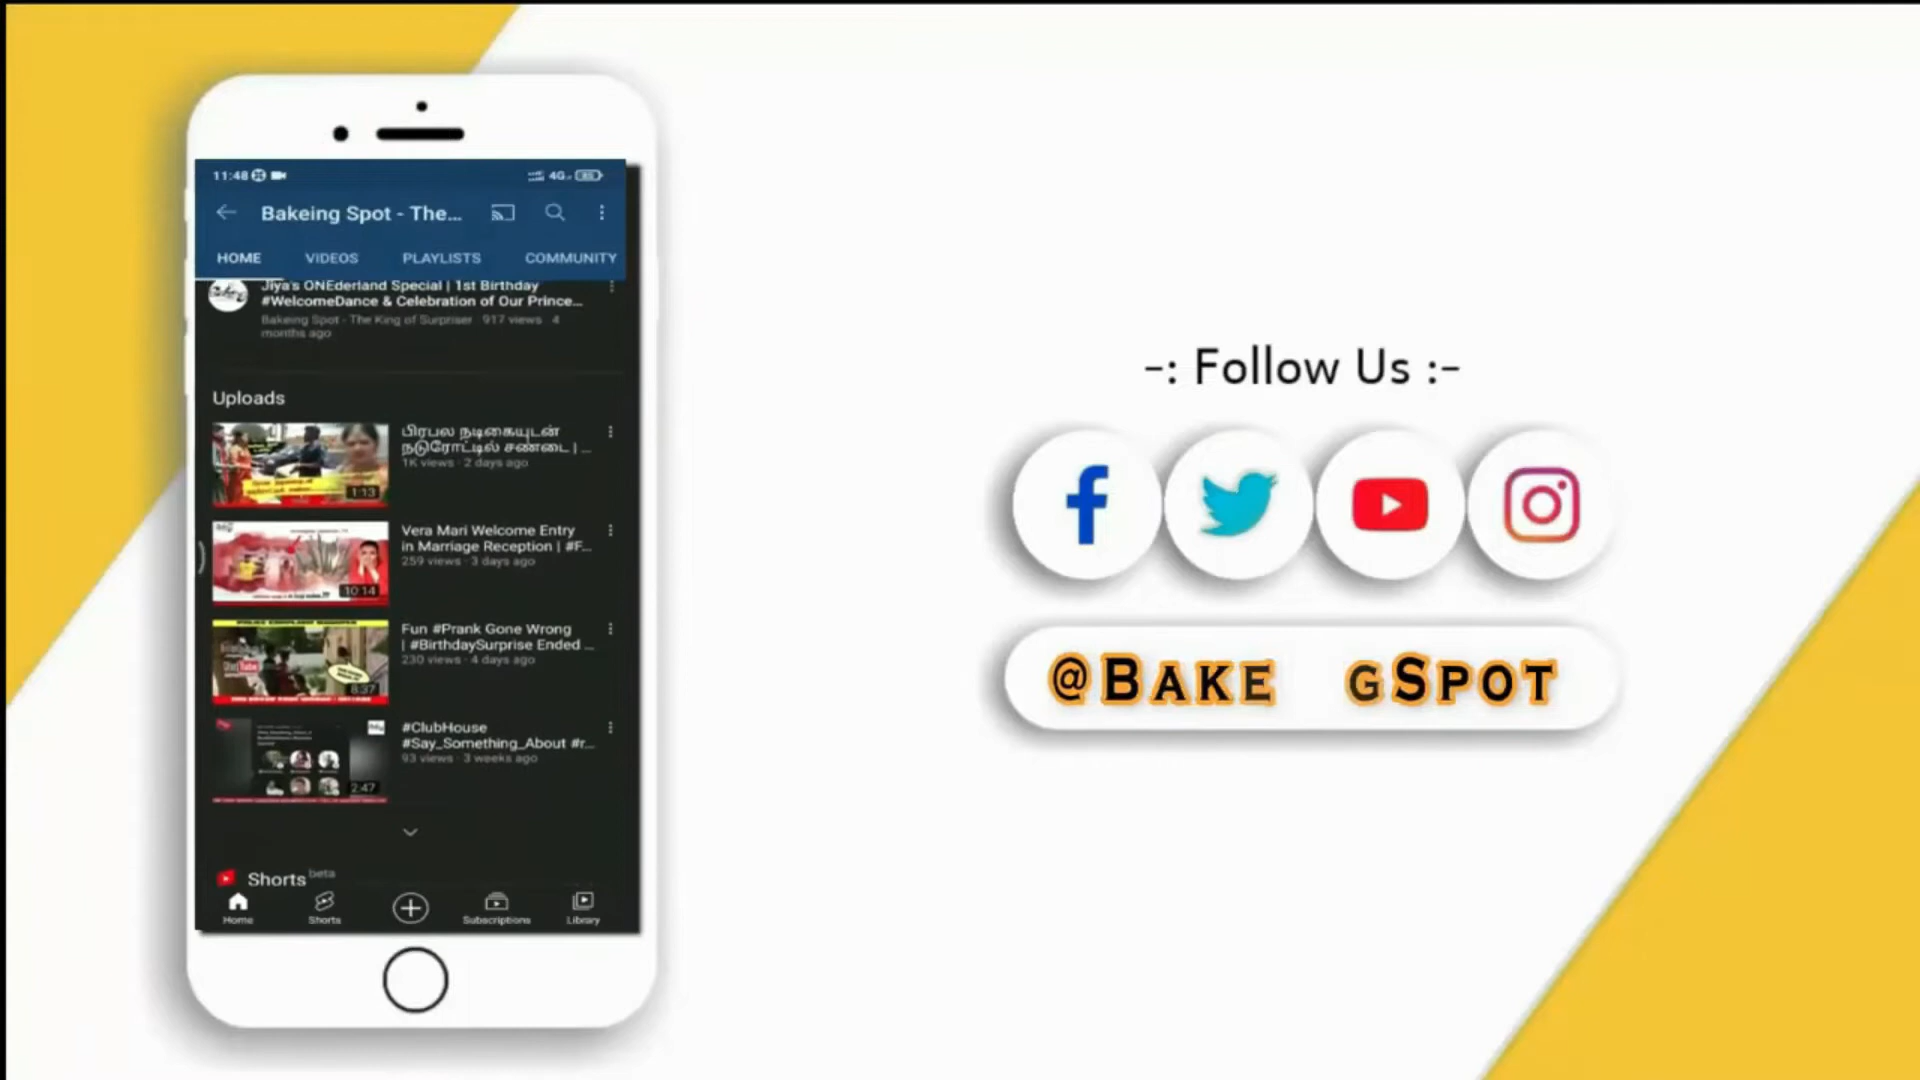 11:48
4G
Bakeing Spot - The...
HOME VIDEOS PLAYLISTS COMMUNITY
Jiya's ONEderland Special | 1st Birthday
#WelcomeDance & Celebration of Our Prince...
Bakeing Spot - The King of Surpriser · 917 views · 4
months ago
Uploads
பிரபல நடிகையுடன்
நடுரோட்டில் சண்டை | ...
1K views · 2 days ago
1:13
Vera Mari Welcome Entry
in Marriage Reception | #F...
259 views · 3 days ago
10:14
Fun #Prank Gone Wrong
| #BirthdaySurprise Ended ...
230 views · 4 days ago
8:37
#ClubHouse
#Say_Something_About #r...
93 views · 3 weeks ago
2:47
Shorts beta
Home Shorts Subscriptions Library
-: Follow Us :-
@BAKE gSPOT